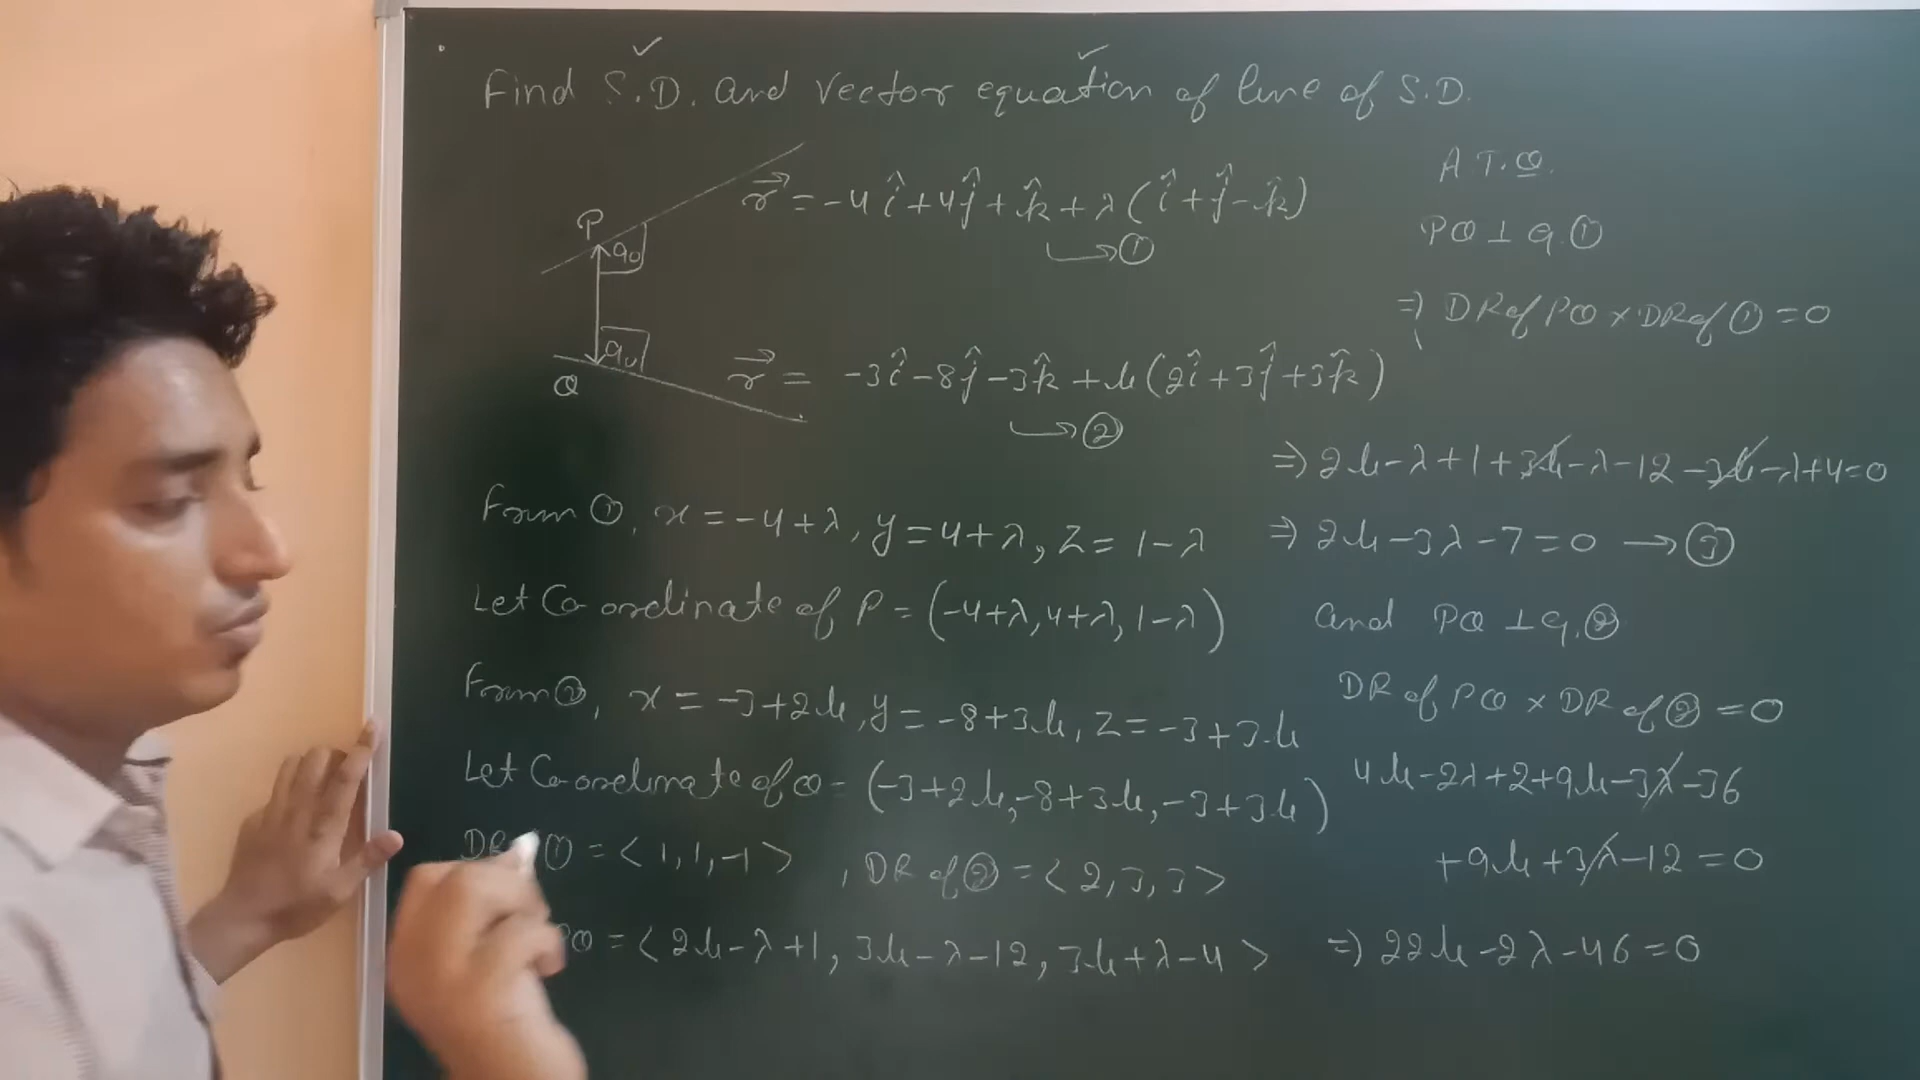 Find S.D. and vector equation of line of S.D.
P
90
r⃗ = -4î+4ĵ+k̂+λ(î+ĵ-k̂)
→①
90
Q
r⃗ = -3î-8ĵ-3k̂+μ(2î+3ĵ+3k̂)
→②
From ①, x = -4+λ, y = 4+λ, z = 1-λ
Let Co-ordinate of P = (-4+λ, 4+λ, 1-λ)
From ②, x = -3+2μ, y = -8+3μ, z = -3+3μ
Let Co-ordinate of Q = (-3+2μ, -8+3μ, -3+3μ)
DR ① = <1, 1, -1> , DR of ② = <2, 3, 3>
PQ = <2μ-λ+1, 3μ-λ-12, 3μ+λ-4>
A.T.Q.
PQ ⊥ q.①
⇒ DR of PQ × DR of ① = 0
⇒ 2μ-λ+1+3μ-λ-12-3μ-λ+4=0
⇒ 2μ-3λ-7=0 →③
and PQ ⊥ q.②
DR of PQ × DR of ② = 0
4μ-2λ+2+9μ-3λ-36
+9μ+3λ-12=0
⇒ 22μ-2λ-46=0